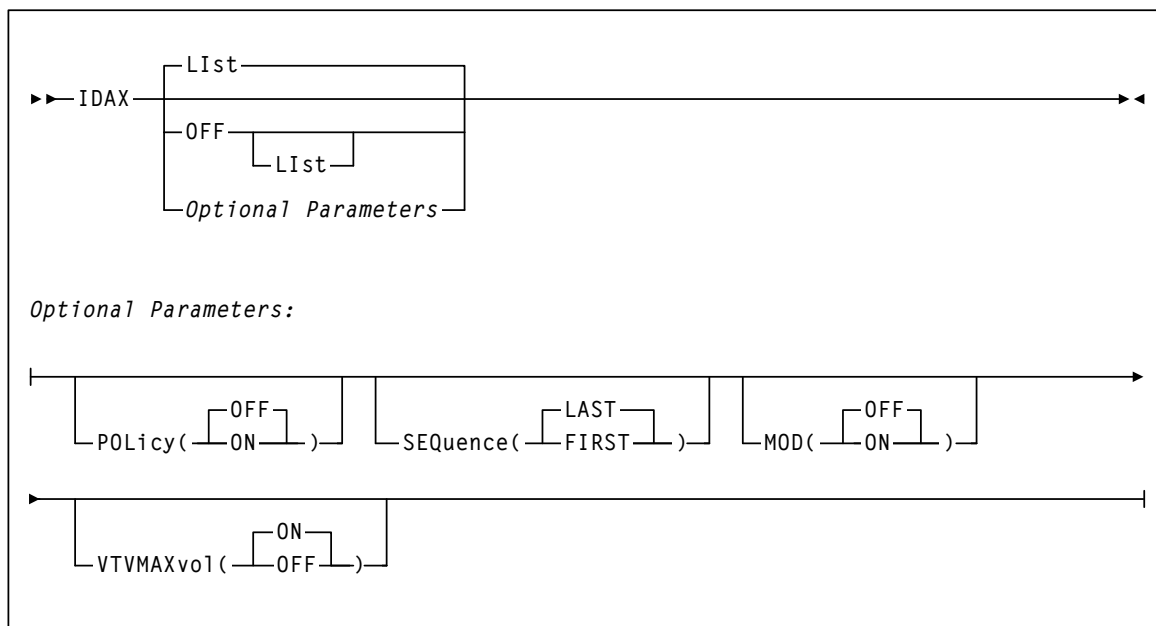 LIst
IDAX
OFF
LIst
Optional Parameters
Optional Parameters:
OFF LAST OFF
POLicy( ON ) SEQuence( FIRST ) MOD( ON )
ON
VTVMAXvol( OFF )